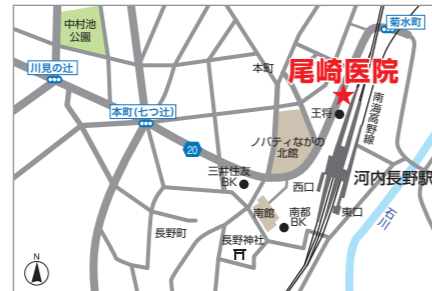 中村池
公園
菊水町
川見の辻
本町
尾崎医院
本町(七つ辻)
王将
南海高野線
20
ノバティながの
北館
三井住友
BK
西口
河内長野駅
南館
南都
BK
東口
石川
長野町
長野神社
N